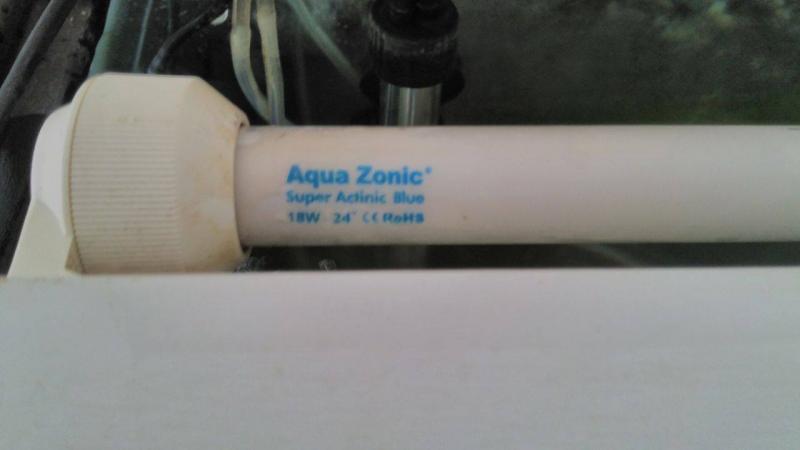 Aqua Zonic®
Super Actinic Blue
18W 24" CE RoHS